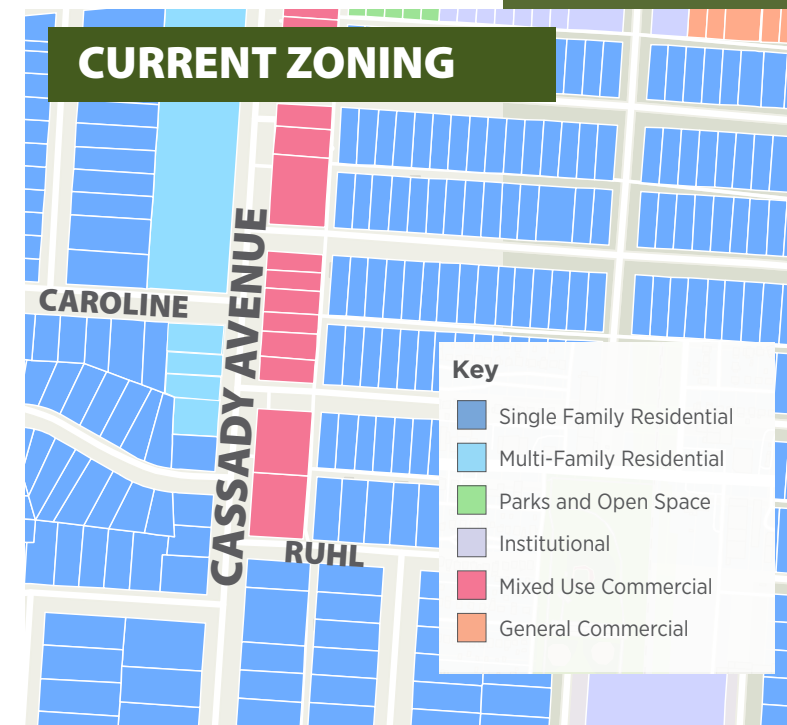 CURRENT ZONING
CAROLINE
CASSADY AVENUE
RUHL
Key
Single Family Residential
Multi-Family Residential
Parks and Open Space
Institutional
Mixed Use Commercial
General Commercial